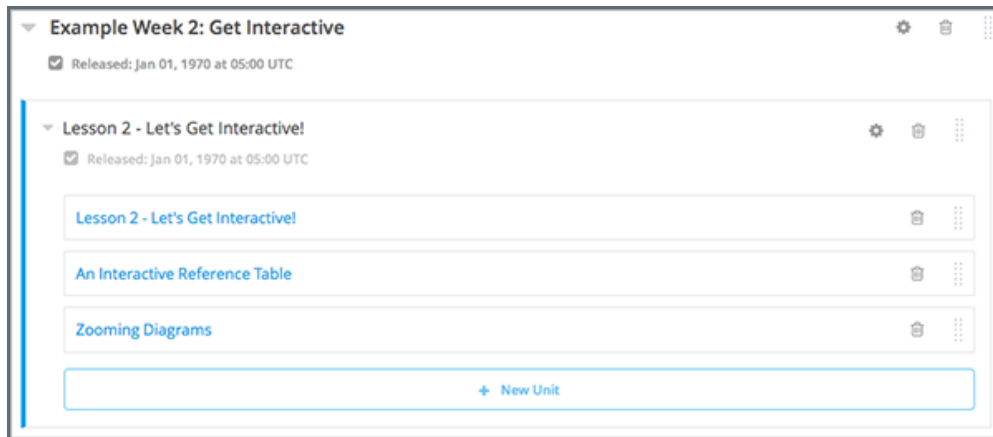 Example Week 2: Get Interactive
Released: Jan 01, 1970 at 05:00 UTC
Lesson 2 - Let's Get Interactive!
Released: Jan 01, 1970 at 05:00 UTC
Lesson 2 - Let's Get Interactive!
An Interactive Reference Table
Zooming Diagrams
+ New Unit